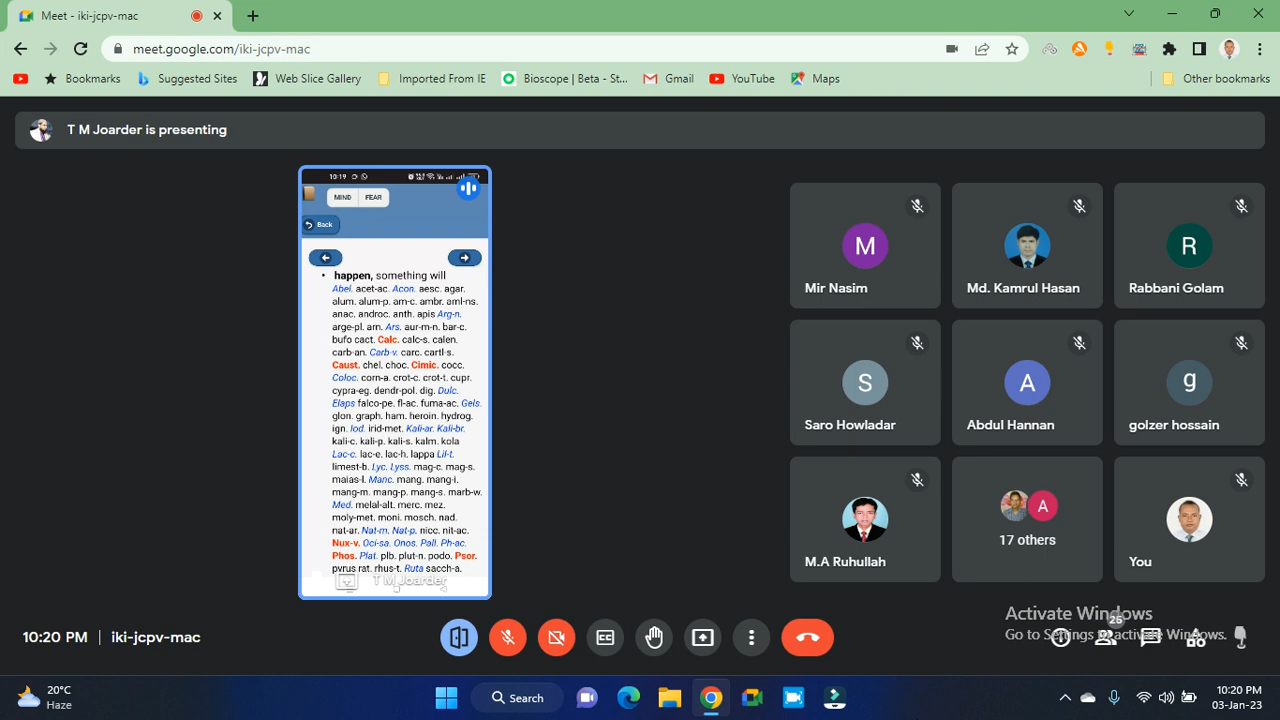 Meet - iki-jcpv-mac
meet.google.com/iki-jcpv-mac
Bookmarks
Suggested Sites
Web Slice Gallery
Imported From IE
Bioscope | Beta - St...
Gmail
YouTube
Maps
Other bookmarks
T M Joarder is presenting
10:19
MIND FEAR
Back
• happen, something will
Abel. acet-ac. Acon. aesc. agar.
alum. alum-p. am-c. ambr. aml-ns.
anac. androc. anth. apis Arg-n.
arge-pl. arn. Ars. aur-m-n. bar-c.
bufo cact. Calc. calc-s. calen.
carb-an. Carb-v. carc. cartl-s.
Caust. chel. choc. Cimic. cocc.
Coloc. corn-a. crot-c. crot-t. cupr.
cypra-eg. dendr-pol. dig. Dulc.
Elaps falco-pe. fl-ac. fuma-ac. Gels.
glon. graph. ham. heroin. hydrog.
ign. Iod. irid-met. Kali-ar. Kali-br.
kali-c. kali-p. kali-s. kalm. kola
Lac-c. lac-e. lac-h. lappa Lil-t.
limest-b. Lyc. Lyss. mag-c. mag-s.
maias-l. Manc. mang. mang-i.
mang-m. mang-p. mang-s. marb-w.
Med. melal-alt. merc. mez.
moly-met. moni. mosch. nad.
nat-ar. Nat-m. Nat-p. nicc. nit-ac.
Nux-v. Oci-sa. Onos. Pall. Ph-ac.
Phos. Plat. plb. plut-n. podo. Psor.
pyrus rat. rhus-t. Ruta sacch-a.
T M Joarder
M
Mir Nasim
Md. Kamrul Hasan
R
Rabbani Golam
S
Saro Howladar
A
Abdul Hannan
g
golzer hossain
M.A Ruhullah
A
17 others
You
10:20 PM | iki-jcpv-mac
CC
26
Activate Windows
Go to Settings to activate Windows.
20°C
Haze
Search
10:20 PM
03-Jan-23